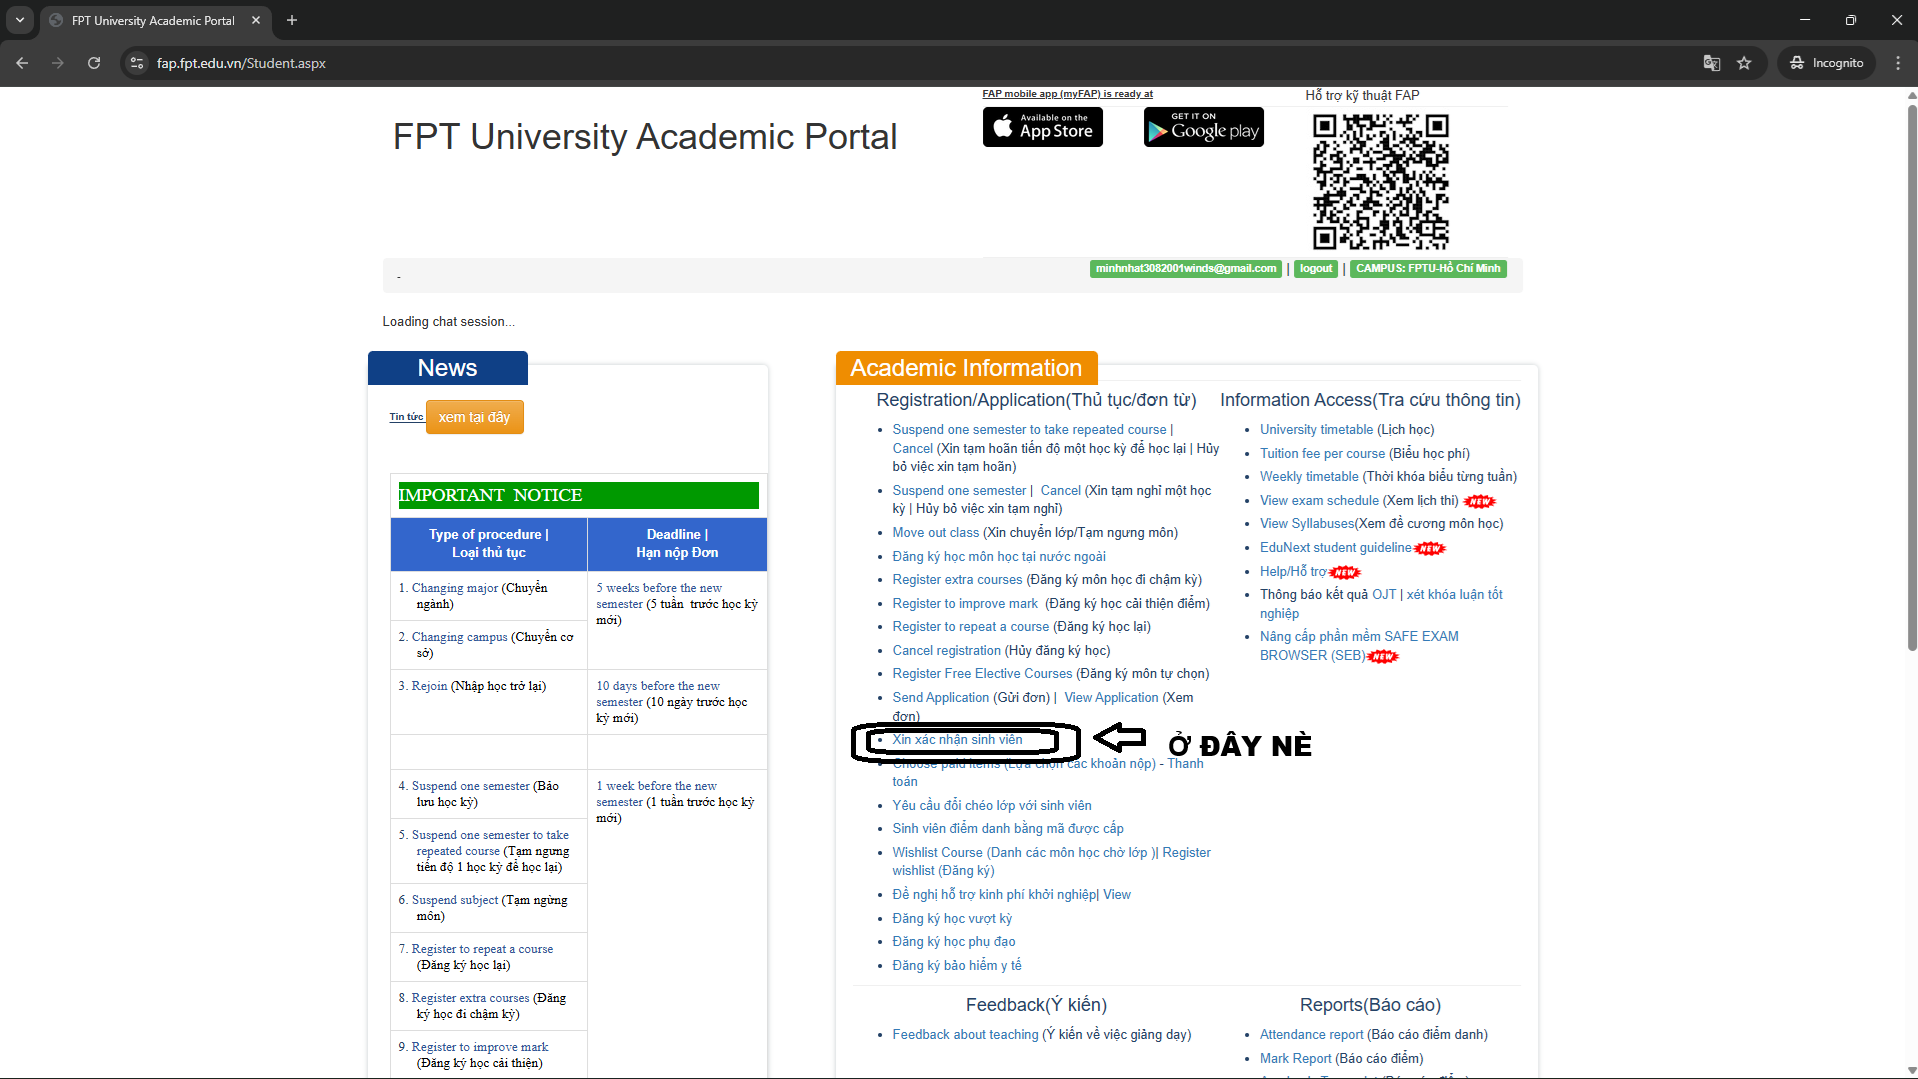 FPT University Academic Portal
fap.fpt.edu.vn/Student.aspx
Incognito
FPT University Academic Portal
FAP mobile app (myFAP) is ready at
Available on the
App Store
GET IT ON
Google play
Hỗ trợ kỹ thuật FAP
-
minhnhat3082001winds@gmail.com | logout | CAMPUS: FPTU-Hồ Chí Minh
Loading chat session...
News
Tin tức xem tại đây
IMPORTANT NOTICE
Type of procedure |
Loại thủ tục
Deadline |
Hạn nộp Đơn
1. Changing major (Chuyển
ngành)
5 weeks before the new
semester (5 tuần trước học kỳ
mới)
2. Changing campus (Chuyển cơ
sở)
3. Rejoin (Nhập học trở lại)
10 days before the new
semester (10 ngày trước học
kỳ mới)
4. Suspend one semester (Bảo
lưu học kỳ)
1 week before the new
semester (1 tuần trước học kỳ
mới)
5. Suspend one semester to take
repeated course (Tạm ngưng
tiến độ 1 học kỳ để học lại)
6. Suspend subject (Tạm ngừng
môn)
7. Register to repeat a course
(Đăng ký học lại)
8. Register extra courses (Đăng
ký học đi chậm kỳ)
9. Register to improve mark
(Đăng ký học cải thiện)
Academic Information
Registration/Application(Thủ tục/đơn từ)
Suspend one semester to take repeated course |
Cancel (Xin tạm hoãn tiến độ một học kỳ để học lại | Hủy
bỏ việc xin tạm hoãn)
Suspend one semester | Cancel (Xin tạm nghỉ một học
kỳ | Hủy bỏ việc xin tạm nghỉ)
Move out class (Xin chuyển lớp/Tạm ngưng môn)
Đăng ký học môn học tại nước ngoài
Register extra courses (Đăng ký môn học đi chậm kỳ)
Register to improve mark (Đăng ký học cải thiện điểm)
Register to repeat a course (Đăng ký học lại)
Cancel registration (Hủy đăng ký học)
Register Free Elective Courses (Đăng ký môn tự chọn)
Send Application (Gửi đơn) | View Application (Xem
đơn)
Xin xác nhận sinh viên
Ở ĐÂY NÈ
Choose paid items (Lựa chọn các khoản nộp) - Thanh
toán
Yêu cầu đổi chéo lớp với sinh viên
Sinh viên điểm danh bằng mã được cấp
Wishlist Course (Danh các môn học chờ lớp )| Register
wishlist (Đăng ký)
Đề nghị hỗ trợ kinh phí khởi nghiệp| View
Đăng ký học vượt kỳ
Đăng ký học phụ đạo
Đăng ký bảo hiểm y tế
Information Access(Tra cứu thông tin)
University timetable (Lịch học)
Tuition fee per course (Biểu học phí)
Weekly timetable (Thời khóa biểu từng tuần)
View exam schedule (Xem lịch thi) NEW
View Syllabuses(Xem đề cương môn học)
EduNext student guideline NEW
Help/Hỗ trợ NEW
Thông báo kết quả OJT | xét khóa luận tốt
nghiệp
Nâng cấp phần mềm SAFE EXAM
BROWSER (SEB) NEW
Feedback(Ý kiến)
Feedback about teaching (Ý kiến về việc giảng dạy)
Reports(Báo cáo)
Attendance report (Báo cáo điểm danh)
Mark Report (Báo cáo điểm)